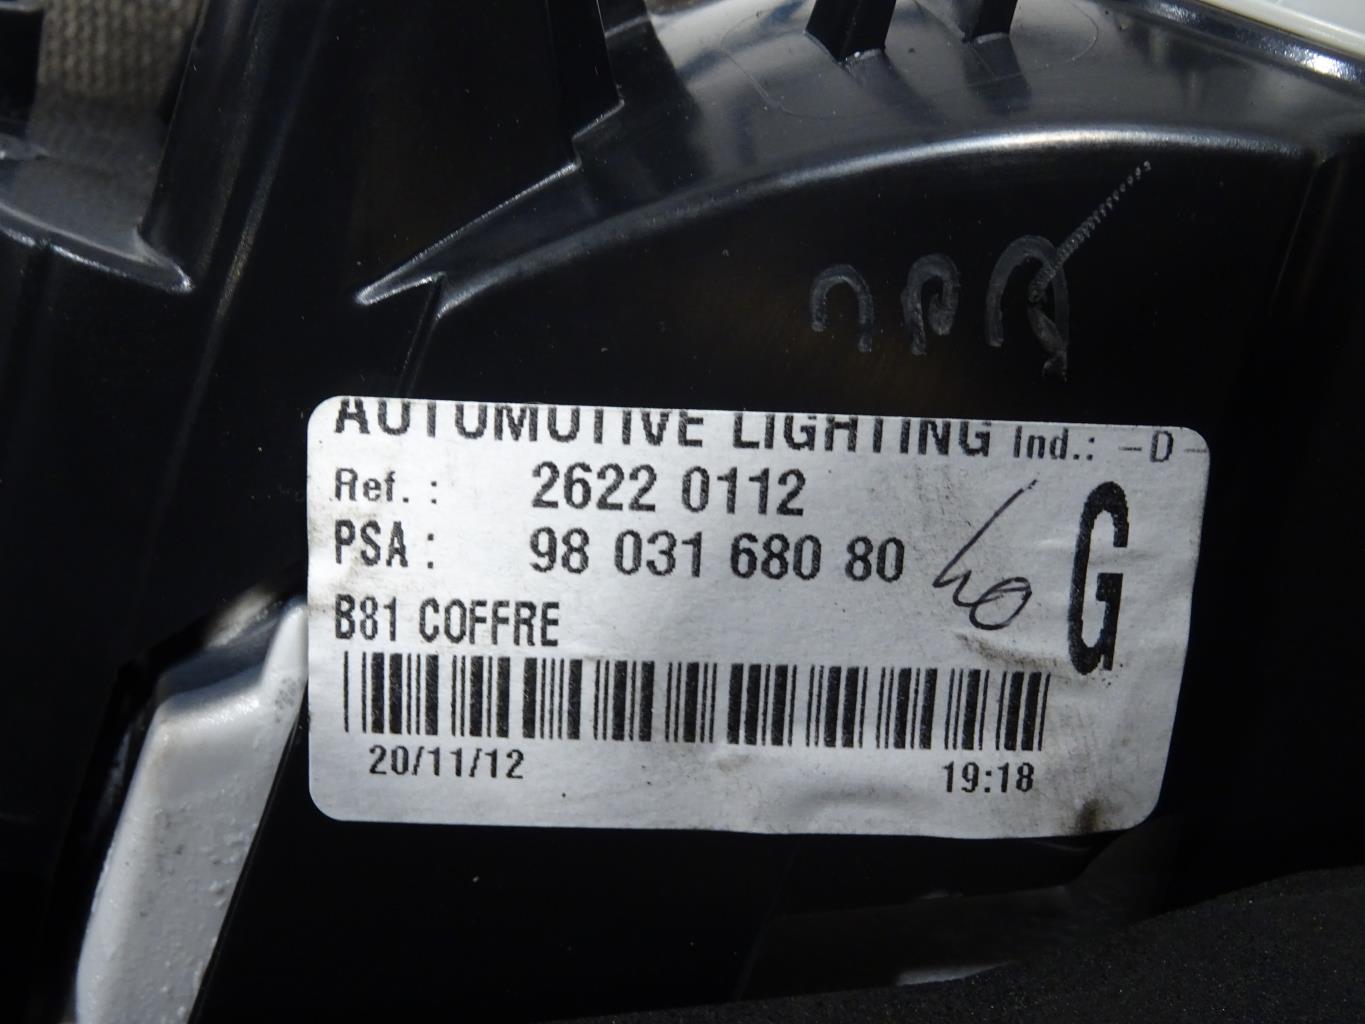 AUTOMOTIVE LIGHTING Ind.: -D-
Ref. : 2622 0112
PSA : 98 031 680 80
G
B81 COFFRE
20/11/12 19:18